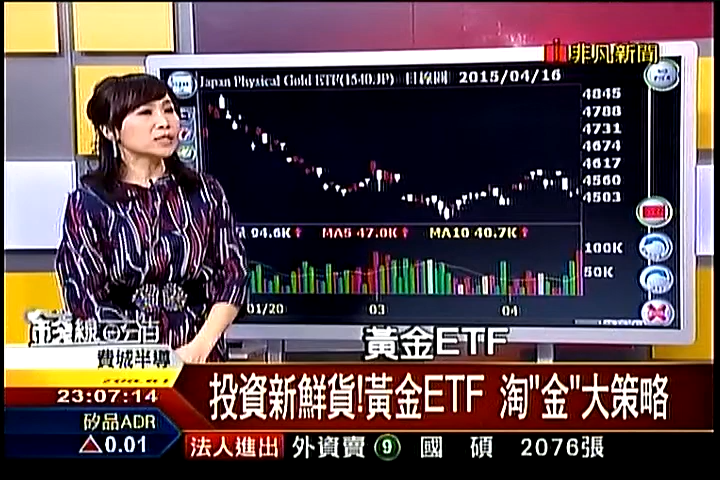 非凡新聞
Japan Physical Gold ETF(1540.JP) 日線圖 2015/04/16
4845
4788
4731
4674
4617
4560
4503
94.6K↑ MA5 47.0K↑ MA10 40.7K↑
100K
50K
01/20 03 04
黃金ETF
費城半導
23:07:14
投資新鮮貨!黃金ETF 淘"金"大策略
矽品ADR
△0.01
法人進出 外資賣 9 國碩 2076張